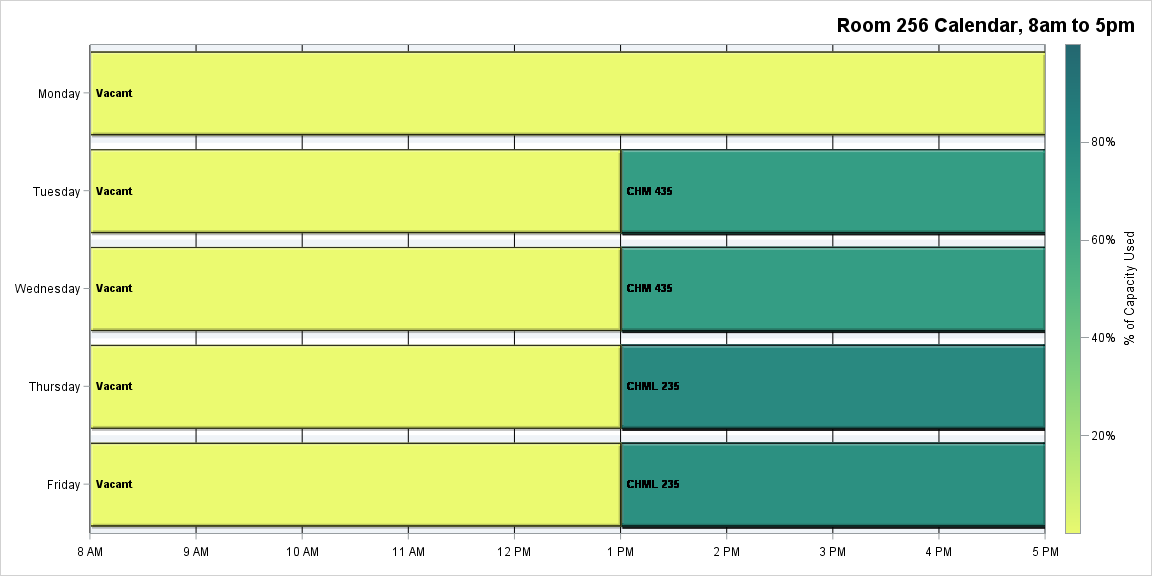 Room 256 Calendar, 8am to 5pm
Monday
Vacant
Tuesday
Vacant
CHM 435
Wednesday
Vacant
CHM 435
Thursday
Vacant
CHML 235
Friday
Vacant
CHML 235
8 AM
9 AM
10 AM
11 AM
12 PM
1 PM
2 PM
3 PM
4 PM
5 PM
80%
60%
40%
20%
% of Capacity Used